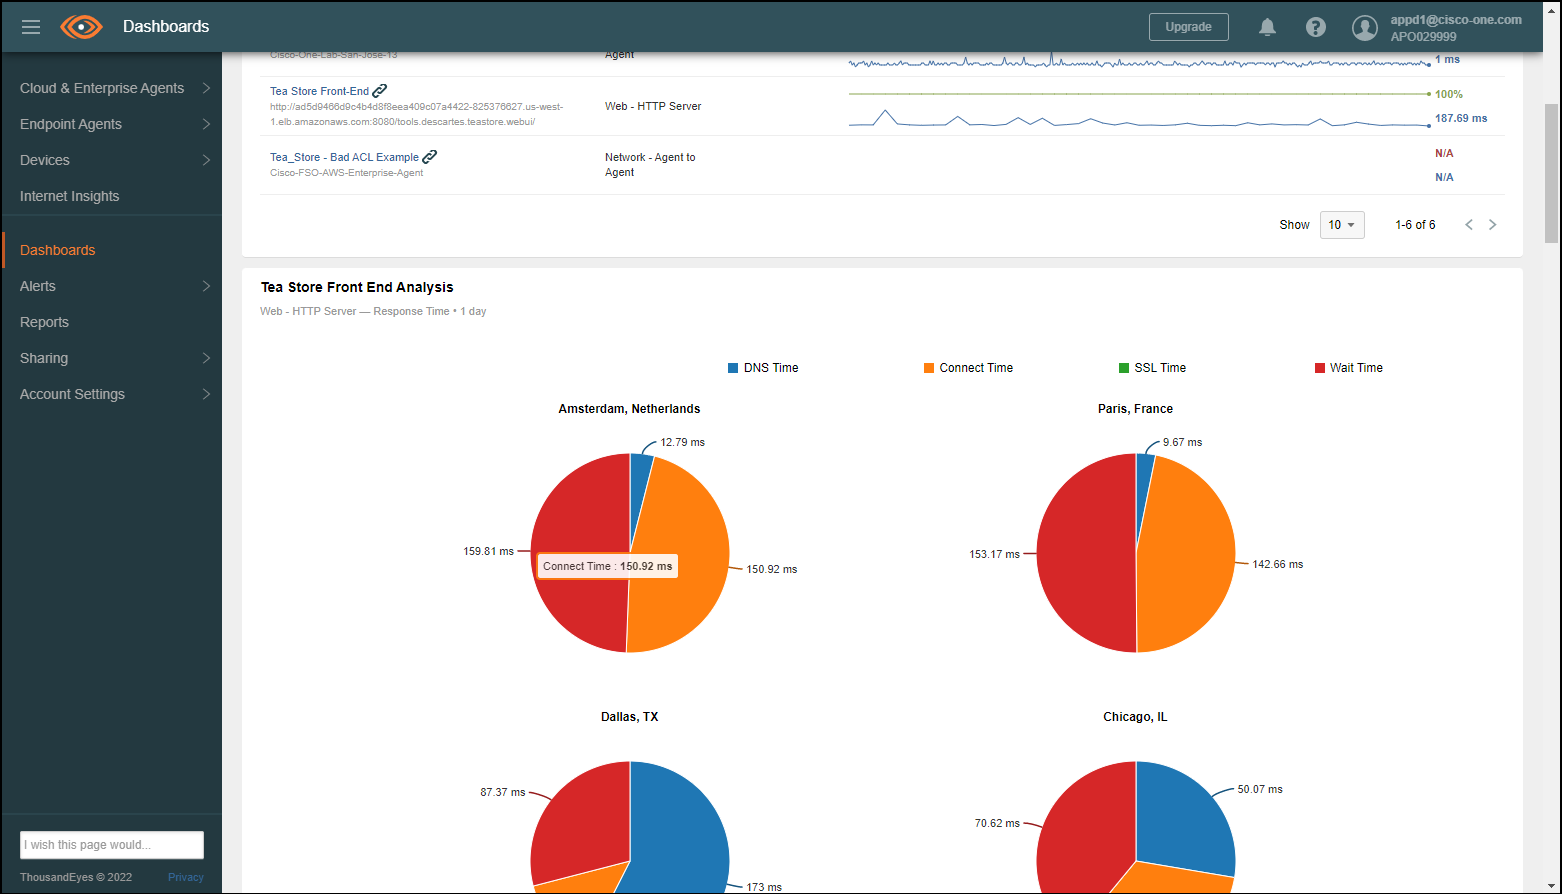 Dashboards
Upgrade
appd1@cisco-one.com
APO029999
Cloud & Enterprise Agents
Endpoint Agents
Devices
Internet Insights
Dashboards
Alerts
Reports
Sharing
Account Settings
I wish this page would...
ThousandEyes © 2022 Privacy
Cisco-One-Lab-San-Jose-13
Agent
1 ms
Tea Store Front-End
http://ad5d9466d9c4b4d8f8eea409c07a4422-825376627.us-west-
1.elb.amazonaws.com:8080/tools.descartes.teastore.webui/
Web - HTTP Server
100%
187.69 ms
Tea_Store - Bad ACL Example
Cisco-FSO-AWS-Enterprise-Agent
Network - Agent to
Agent
N/A
N/A
Show 10 1-6 of 6
Tea Store Front End Analysis
Web - HTTP Server — Response Time • 1 day
DNS Time Connect Time SSL Time Wait Time
Amsterdam, Netherlands
12.79 ms
159.81 ms
Connect Time : 150.92 ms
150.92 ms
Paris, France
9.67 ms
153.17 ms
142.66 ms
Dallas, TX
87.37 ms
173 ms
Chicago, IL
50.07 ms
70.62 ms